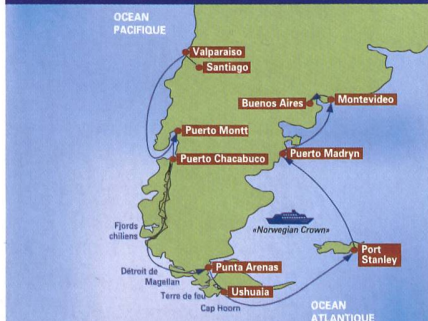 OCEAN
PACIFIQUE
Valparaiso
Santiago
Buenos Aires
Montevideo
Puerto Montt
Puerto Chacabuco
Puerto Madryn
Fjords
chiliens
«Norwegian Crown»
Port
Stanley
Détroit de
Magellan
Punta Arenas
Terre de feu
Ushuaia
Cap Hoorn
OCEAN
ATLANTIQUE